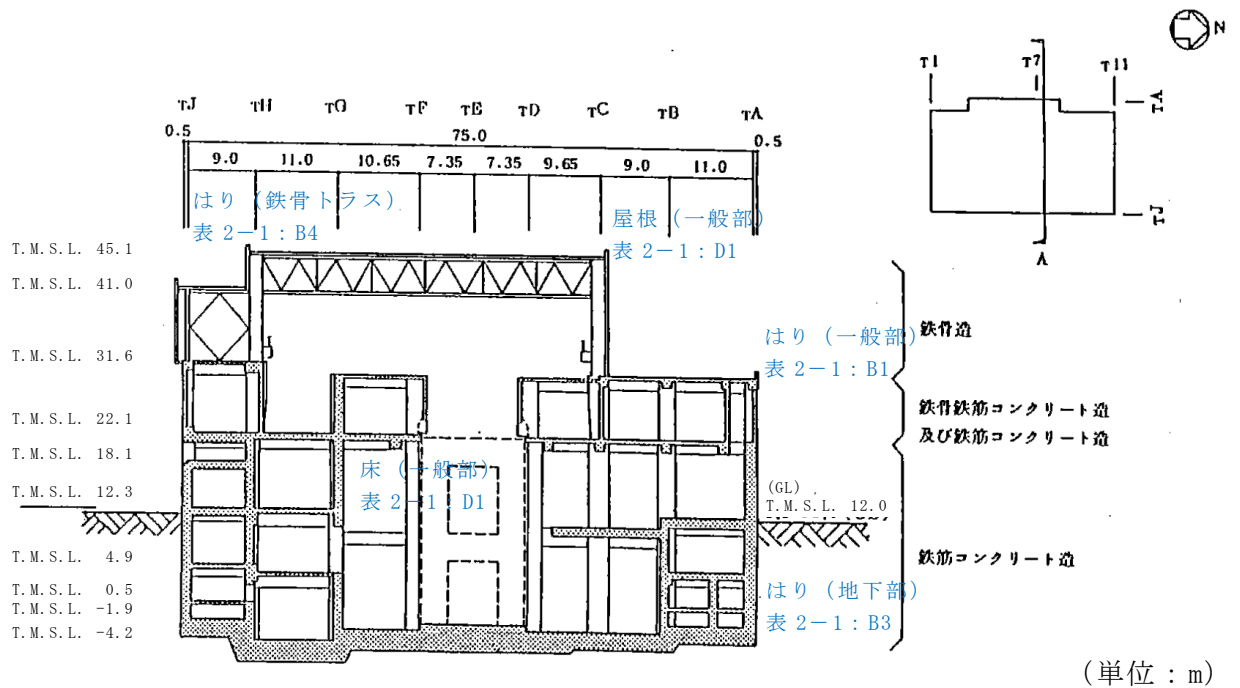 N
T1 T7 T11
TA
TJ
A
TJ TH TG TF TE TD TC TB TA
0.5 75.0 0.5
9.0 11.0 10.65 7.35 7.35 9.65 9.0 11.0
はり (鉄骨トラス)
表 2－1：B4
屋根 (一般部)
表 2－1：D1
T.M.S.L. 45.1
T.M.S.L. 41.0
T.M.S.L. 31.6
T.M.S.L. 22.1
T.M.S.L. 18.1
T.M.S.L. 12.3
T.M.S.L. 4.9
T.M.S.L. 0.5
T.M.S.L. -1.9
T.M.S.L. -4.2
はり (一般部)
表 2－1：B1
床 (一般部)
表 2－1：D1
(GL)
T.M.S.L. 12.0
はり (地下部)
表 2－1：B3
鉄骨造
鉄骨鉄筋コンクリート造
及び鉄筋コンクリート造
鉄筋コンクリート造
(単位：m)